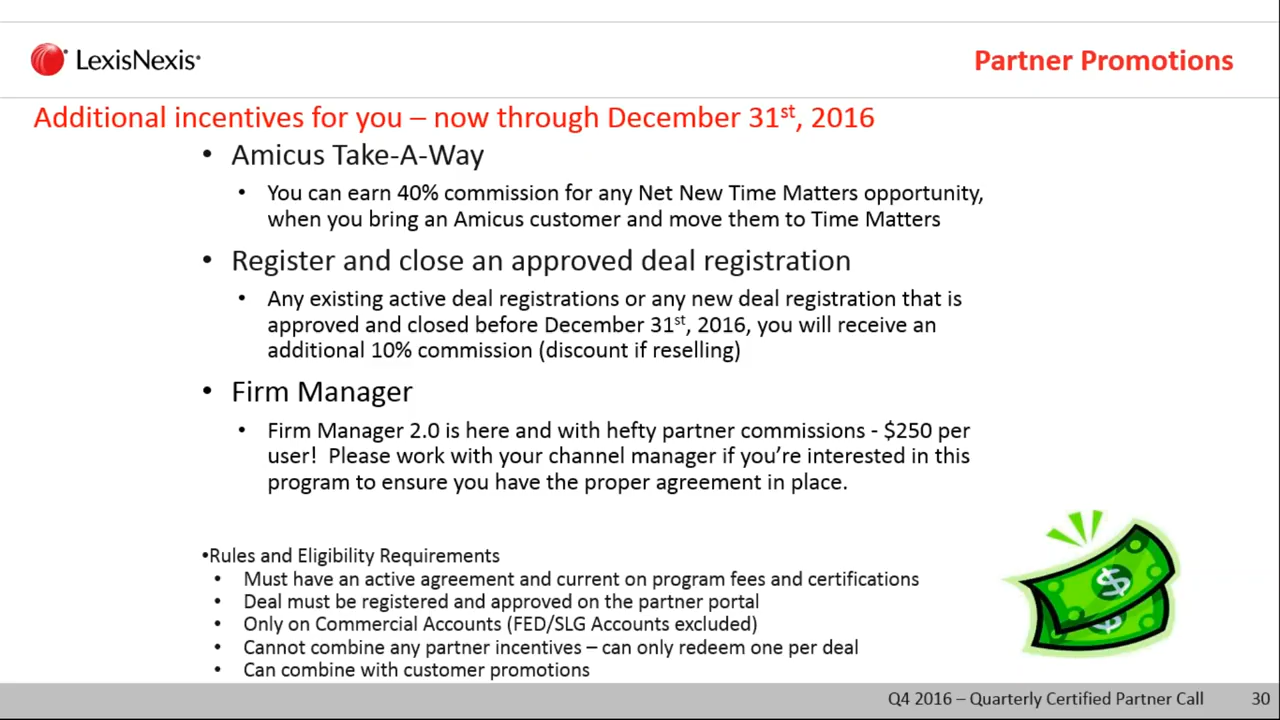 LexisNexis®
Partner Promotions
Additional incentives for you – now through December 31st, 2016
• Amicus Take-A-Way
• You can earn 40% commission for any Net New Time Matters opportunity,
when you bring an Amicus customer and move them to Time Matters
• Register and close an approved deal registration
• Any existing active deal registrations or any new deal registration that is
approved and closed before December 31st, 2016, you will receive an
additional 10% commission (discount if reselling)
• Firm Manager
• Firm Manager 2.0 is here and with hefty partner commissions - $250 per
user!  Please work with your channel manager if you’re interested in this
program to ensure you have the proper agreement in place.
•Rules and Eligibility Requirements
• Must have an active agreement and current on program fees and certifications
• Deal must be registered and approved on the partner portal
• Only on Commercial Accounts (FED/SLG Accounts excluded)
• Cannot combine any partner incentives – can only redeem one per deal
• Can combine with customer promotions
$
$
Q4 2016 – Quarterly Certified Partner Call 30